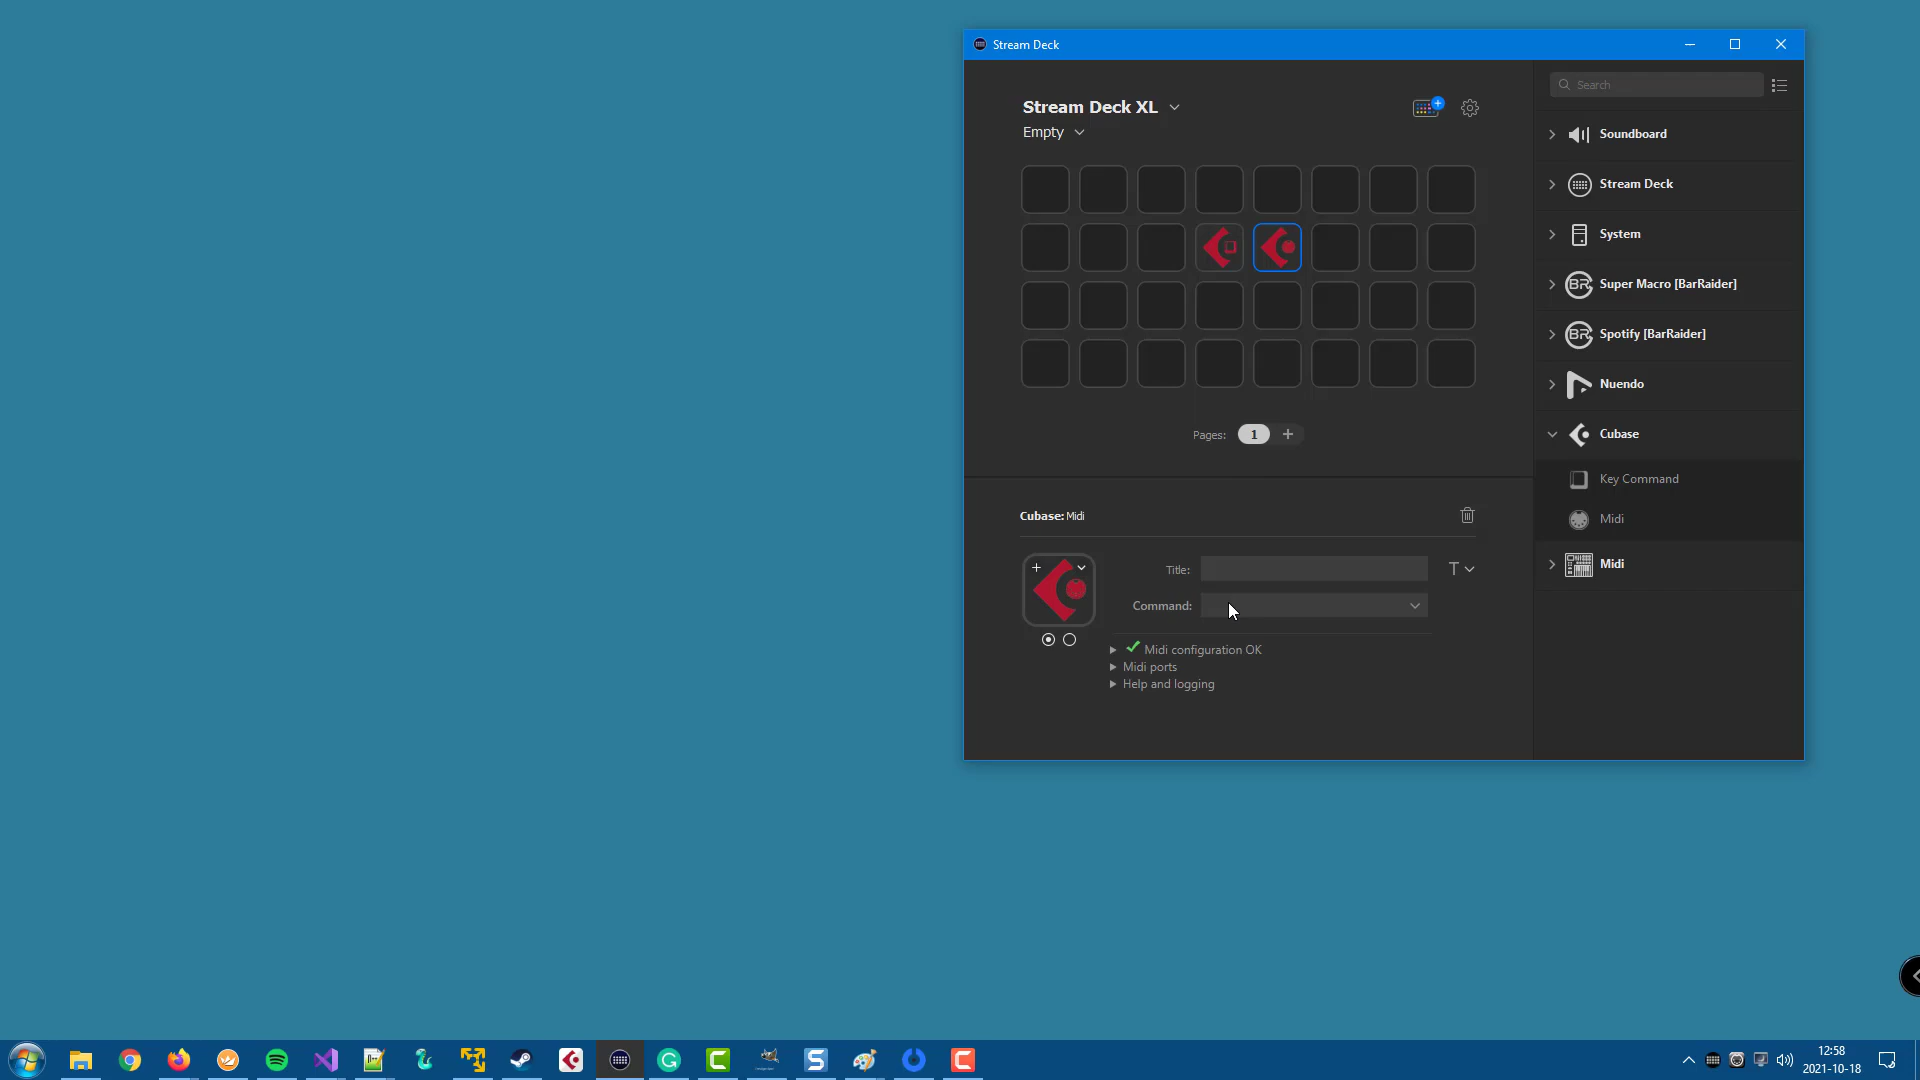 Stream Deck
Stream Deck XL
Empty
Search
Soundboard
Stream Deck
System
BR Super Macro [BarRaider]
BR Spotify [BarRaider]
Nuendo
Cubase
Key Command
Midi
Midi
Pages: 1 +
Cubase: Midi
Title:
T
Command:
Midi configuration OK
Midi ports
Help and logging
12:58
2021-10-18